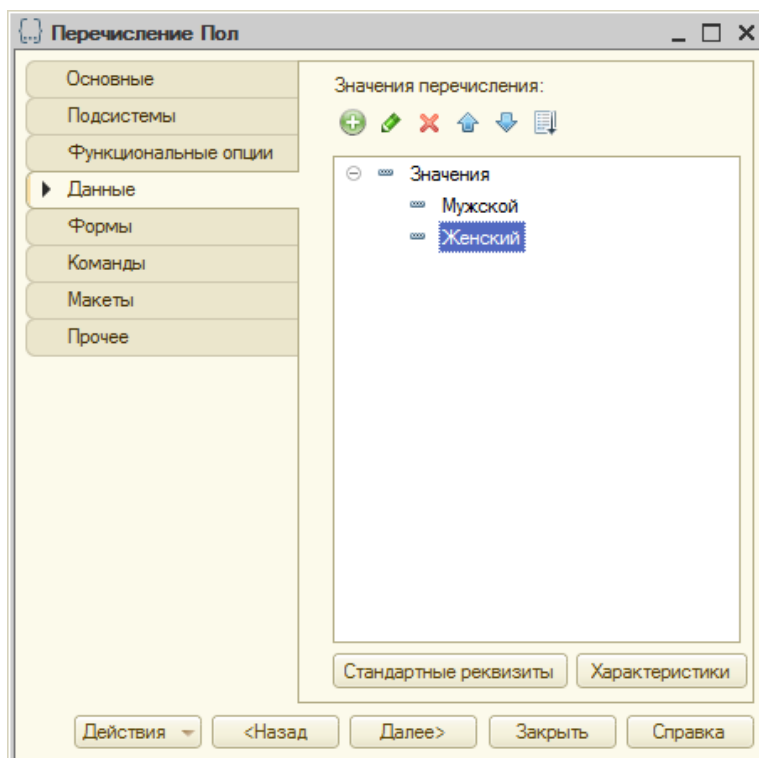 Перечисление Пол
Основные
Подсистемы
Функциональные опции
Данные
Формы
Команды
Макеты
Прочее
Значения перечисления:
Значения
Мужской
Женский
Стандартные реквизиты Характеристики
Действия <Назад Далее> Закрыть Справка